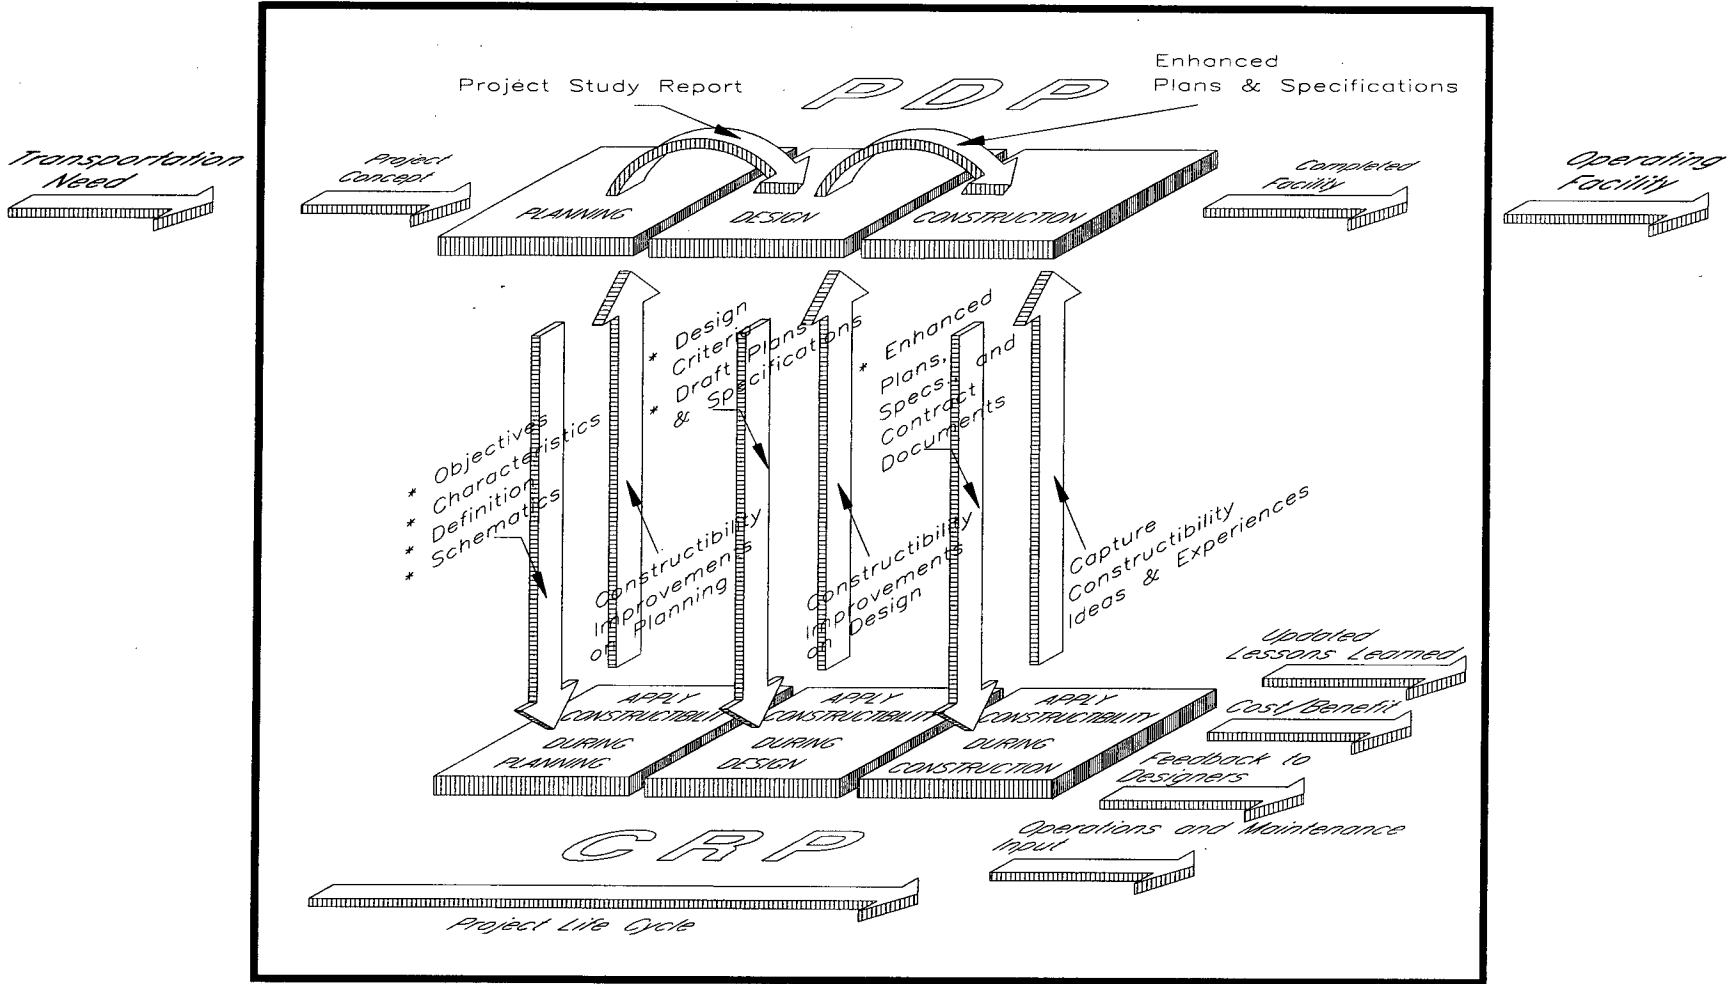 Project Study Report
PDP
Enhanced
Plans & Specifications
Transportation
Need
Project
Concept
PLANNING
DESIGN
CONSTRUCTION
Completed
Facility
Operating
Facility
* Objectives
* Characteristics
* Definition
* Schematics
* Design
Criteria
* Draft Plans
& Specifications
* Enhanced
Plans,
Specs., and
Contract
Documents
Constructibility
Improvements
on Planning
Constructibility
Improvements
on Design
Capture
Constructibility
Ideas & Experiences
APPLY
CONSTRUCTIBILITY
DURING
PLANNING
APPLY
CONSTRUCTIBILITY
DURING
DESIGN
APPLY
CONSTRUCTIBILITY
DURING
CONSTRUCTION
Updated
Lessons Learned
Cost/Benefit
Feedback to
Designers
Operations and Maintenance
Input
CRP
Project Life Cycle